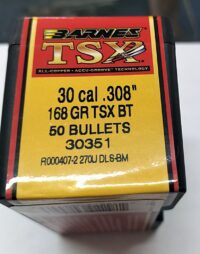 BARNES
TSX
ALL-COPPER • ACCU-GROOVE™ TECHNOLOGY
30 cal .308"
168 GR TSX BT
50 BULLETS
30351
R000407-2 270U DLS-BM